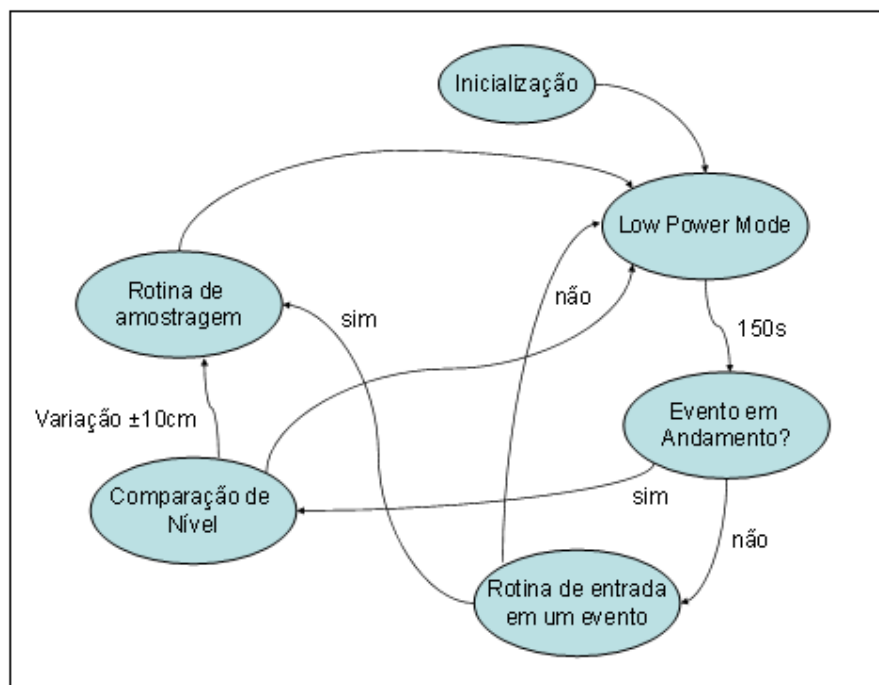 Inicialização
Low Power Mode
Rotina de
amostragem
sim
não
150s
Variação ±10cm
Evento em
Andamento?
Comparação de
Nível
sim
não
Rotina de entrada
em um evento